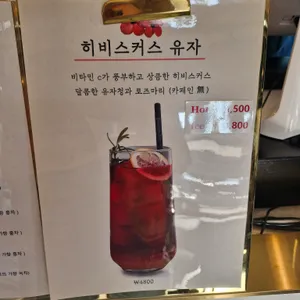 히비스커스 유자
비타민 c가 풍부하고 상큼한 히비스커스
달콤한 유자청과 로즈마리 (카페인 無)
,500
,800
₩4800